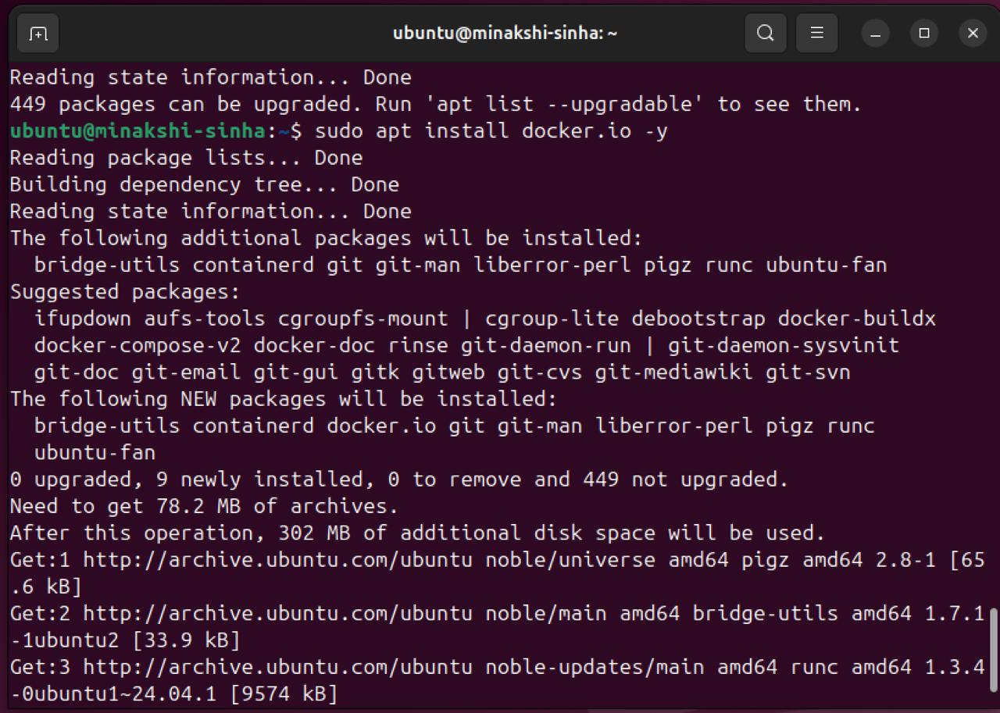 ubuntu@minakshi-sinha: ~
Reading state information... Done
449 packages can be upgraded. Run 'apt list --upgradable' to see them.
ubuntu@minakshi-sinha:~$ sudo apt install docker.io -y
Reading package lists... Done
Building dependency tree... Done
Reading state information... Done
The following additional packages will be installed:
  bridge-utils containerd git git-man liberror-perl pigz runc ubuntu-fan
Suggested packages:
  ifupdown aufs-tools cgroupfs-mount | cgroup-lite debootstrap docker-buildx
  docker-compose-v2 docker-doc rinse git-daemon-run | git-daemon-sysvinit
  git-doc git-email git-gui gitk gitweb git-cvs git-mediawiki git-svn
The following NEW packages will be installed:
  bridge-utils containerd docker.io git git-man liberror-perl pigz runc
  ubuntu-fan
0 upgraded, 9 newly installed, 0 to remove and 449 not upgraded.
Need to get 78.2 MB of archives.
After this operation, 302 MB of additional disk space will be used.
Get:1 http://archive.ubuntu.com/ubuntu noble/universe amd64 pigz amd64 2.8-1 [65
.6 kB]
Get:2 http://archive.ubuntu.com/ubuntu noble/main amd64 bridge-utils amd64 1.7.1
-1ubuntu2 [33.9 kB]
Get:3 http://archive.ubuntu.com/ubuntu noble-updates/main amd64 runc amd64 1.3.4
-0ubuntu1~24.04.1 [9574 kB]